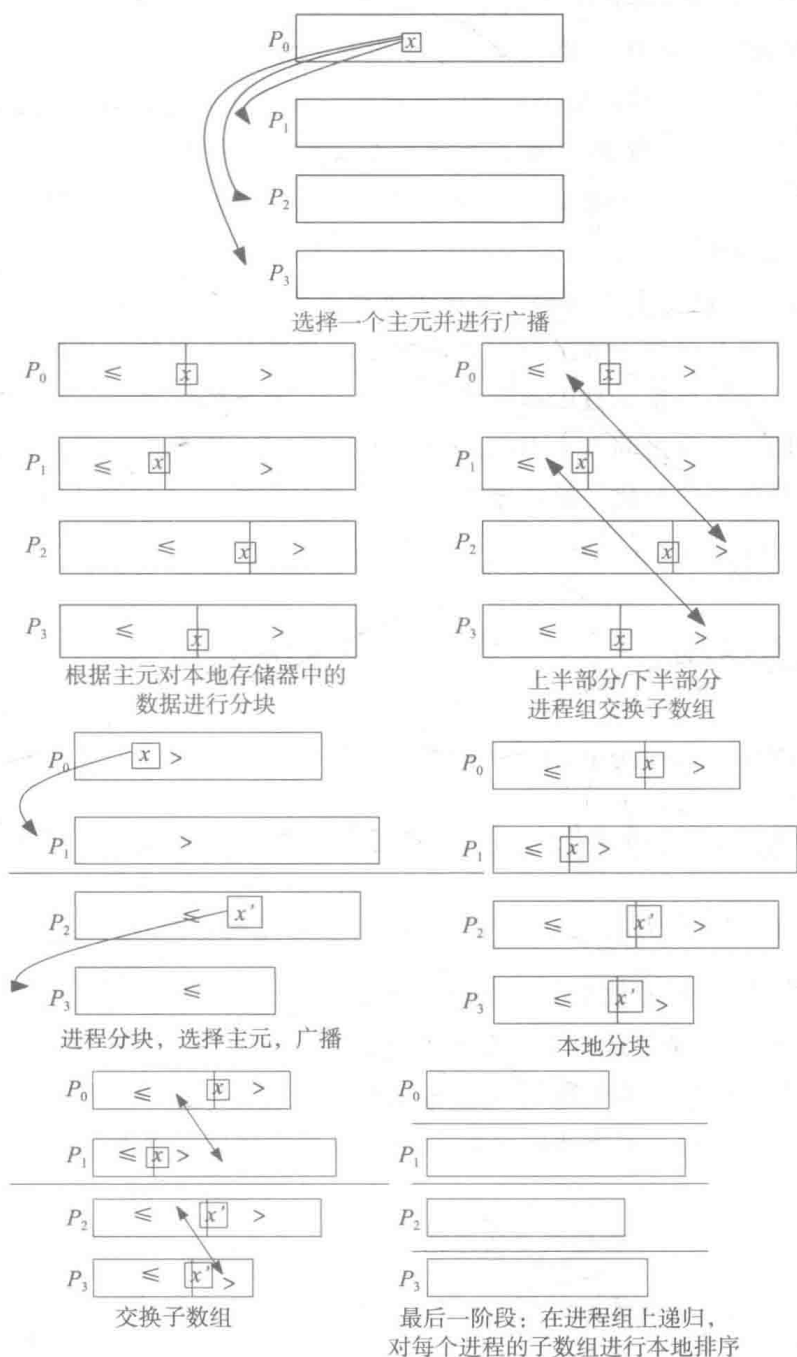 P₀ x
P₁
P₂
P₃
选择一个主元并进行广播
P₀ ≤ x >
P₁ ≤ x >
P₂ ≤ x >
P₃ ≤ x >
根据主元对本地存储器中的
数据进行分块
P₀ ≤ x >
P₁ ≤ x >
P₂ ≤ x >
P₃ ≤ x >
上半部分/下半部分
进程组交换子数组
P₀ x >
P₁ >
P₂ ≤ x'
P₃ ≤
进程分块，选择主元，广播
P₀ ≤ x >
P₁ ≤ x >
P₂ ≤ x' >
P₃ ≤ x' >
本地分块
P₀ ≤ x >
P₁ ≤ x >
P₂ ≤ x' >
P₃ ≤ x' >
交换子数组
P₀
P₁
P₂
P₃
最后一阶段：在进程组上递归，
对每个进程的子数组进行本地排序